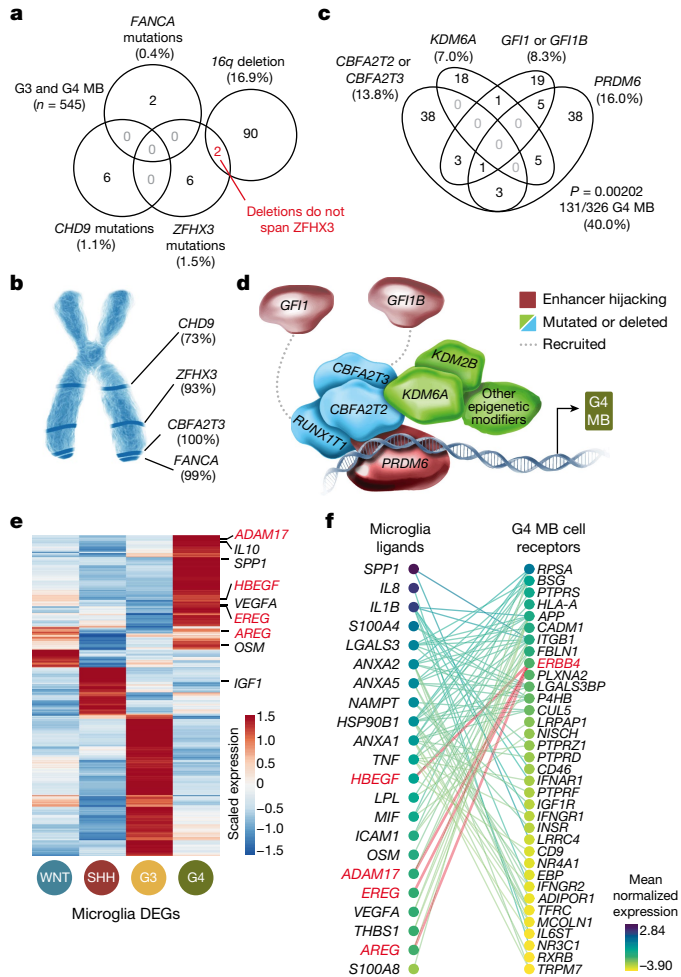 a
FANCA
mutations
(0.4%)
16q deletion
(16.9%)
G3 and G4 MB
(n = 545)
2
90
0
0
0
2
6
0
6
Deletions do not
span ZFHX3
CHD9 mutations
(1.1%)
ZFHX3
mutations
(1.5%)
b
CHD9
(73%)
ZFHX3
(93%)
CBFA2T3
(100%)
FANCA
(99%)
c
KDM6A
(7.0%)
GFI1 or GFI1B
(8.3%)
CBFA2T2 or
CBFA2T3
(13.8%)
PRDM6
(16.0%)
18
19
0
1
5
38
0
0
38
0
3
1
0
5
3
P = 0.00202
131/326 G4 MB
(40.0%)
d
GFI1
GFI1B
Enhancer hijacking
Mutated or deleted
Recruited
CBFA2T3
KDM2B
CBFA2T2
KDM6A
Other
epigenetic
modifiers
RUNX1T1
PRDM6
G4
MB
e
ADAM17
IL10
SPP1
HBEGF
VEGFA
EREG
AREG
OSM
IGF1
Scaled expression
1.5
1.0
0.5
0
−0.5
−1.0
−1.5
WNT
SHH
G3
G4
Microglia DEGs
f
Microglia
ligands
G4 MB cell
receptors
SPP1
IL8
IL1B
S100A4
LGALS3
ANXA2
ANXA5
NAMPT
HSP90B1
ANXA1
TNF
HBEGF
LPL
MIF
ICAM1
OSM
ADAM17
EREG
VEGFA
THBS1
AREG
S100A8
RPSA
BSG
PTPRS
HLA-A
APP
CADM1
ITGB1
FBLN1
ERBB4
PLXNA2
LGALS3BP
P4HB
CUL5
LRPAP1
NISCH
PTPRZ1
PTPRD
CD46
IFNAR1
PTPRF
IGF1R
IFNGR1
INSR
LRRC4
CD9
NR4A1
EBP
IFNGR2
ADIPOR1
TFRC
MCOLN1
IL6ST
NR3C1
RXRB
TRPM7
Mean
normalized
expression
2.84
−3.90